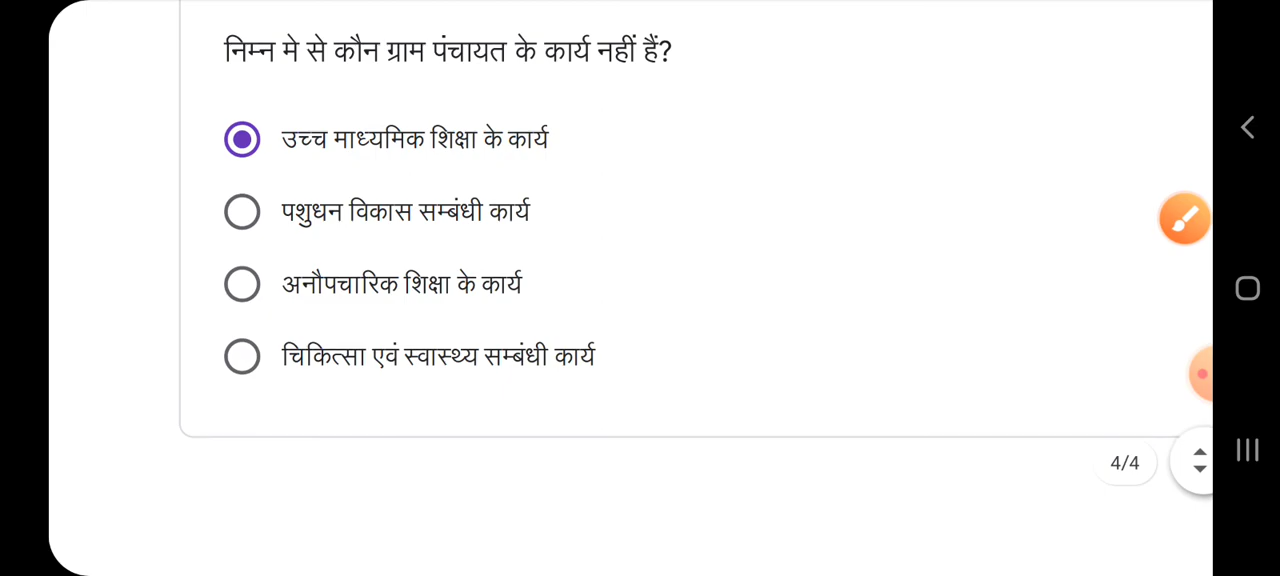 निम्न मे से कौन ग्राम पंचायत के कार्य नहीं हैं?
उच्च माध्यमिक शिक्षा के कार्य
पशुधन विकास सम्बंधी कार्य
अनौपचारिक शिक्षा के कार्य
चिकित्सा एवं स्वास्थ्य सम्बंधी कार्य
4/4